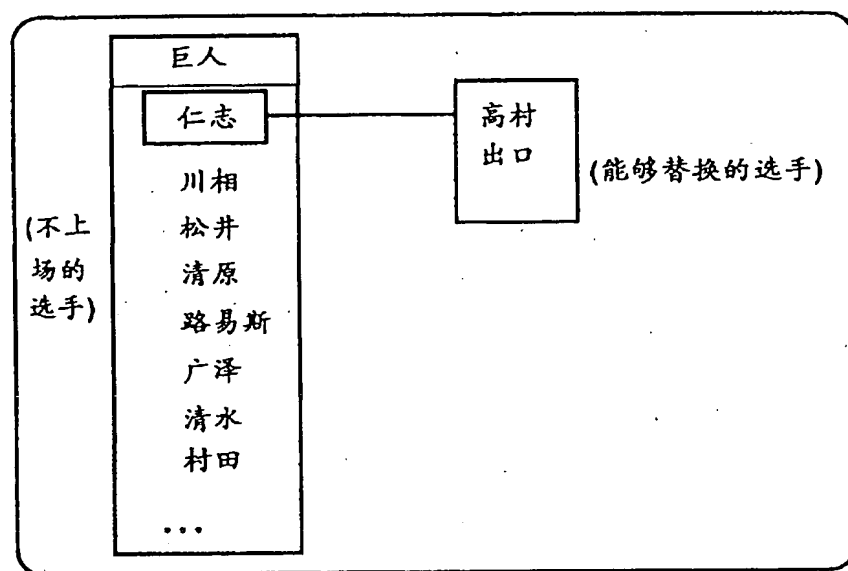 巨人
仁志
川相
松井
清原
路易斯
广泽
清水
村田
...
(不上
场的
选手)
高村
出口
(能够替换的选手)